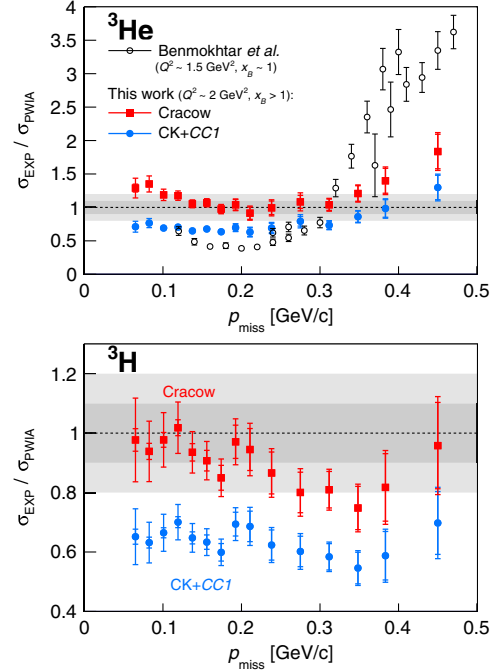 ³He
4
3.5
3
2.5
2
1.5
1
0.5
0
Benmokhtar et al.
(Q² ~ 1.5 GeV², x_B ~ 1)
This work (Q² ~ 2 GeV², x_B > 1):
Cracow
CK+CC1
σ_EXP / σ_PWIA
0 0.1 0.2 0.3 0.4 0.5
p_miss [GeV/c]
³H
1.2
1
0.8
0.6
0.4
Cracow
CK+CC1
σ_EXP / σ_PWIA
0 0.1 0.2 0.3 0.4 0.5
p_miss [GeV/c]